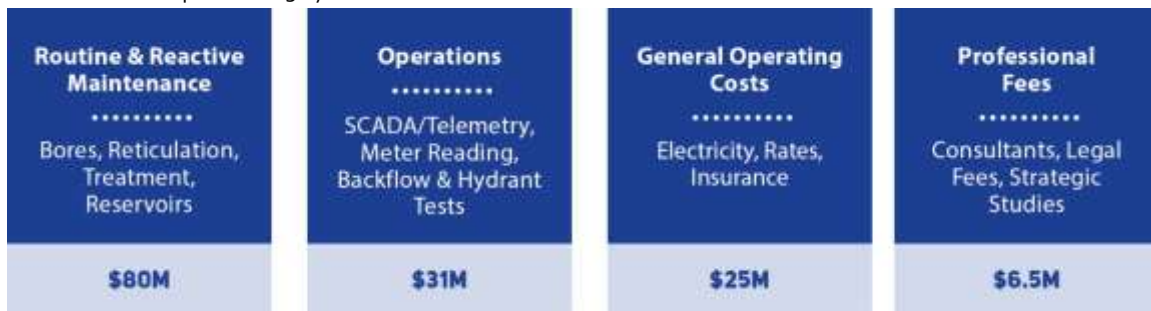 Routine & Reactive
Maintenance
Bores, Reticulation,
Treatment,
Reservoirs
$80M
Operations
SCADA/Telemetry,
Meter Reading,
Backflow & Hydrant
Tests
$31M
General Operating
Costs
Electricity, Rates,
Insurance
$25M
Professional
Fees
Consultants, Legal
Fees, Strategic
Studies
$6.5M